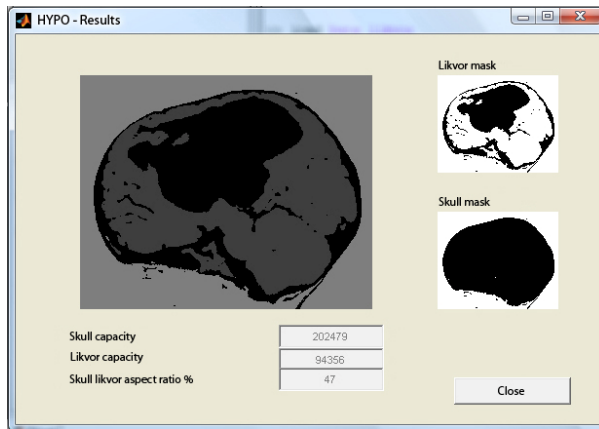 HYPO - Results
Likvor mask
Skull mask
Skull capacity
202479
Likvor capacity
94356
Skull likvor aspect ratio %
47
Close